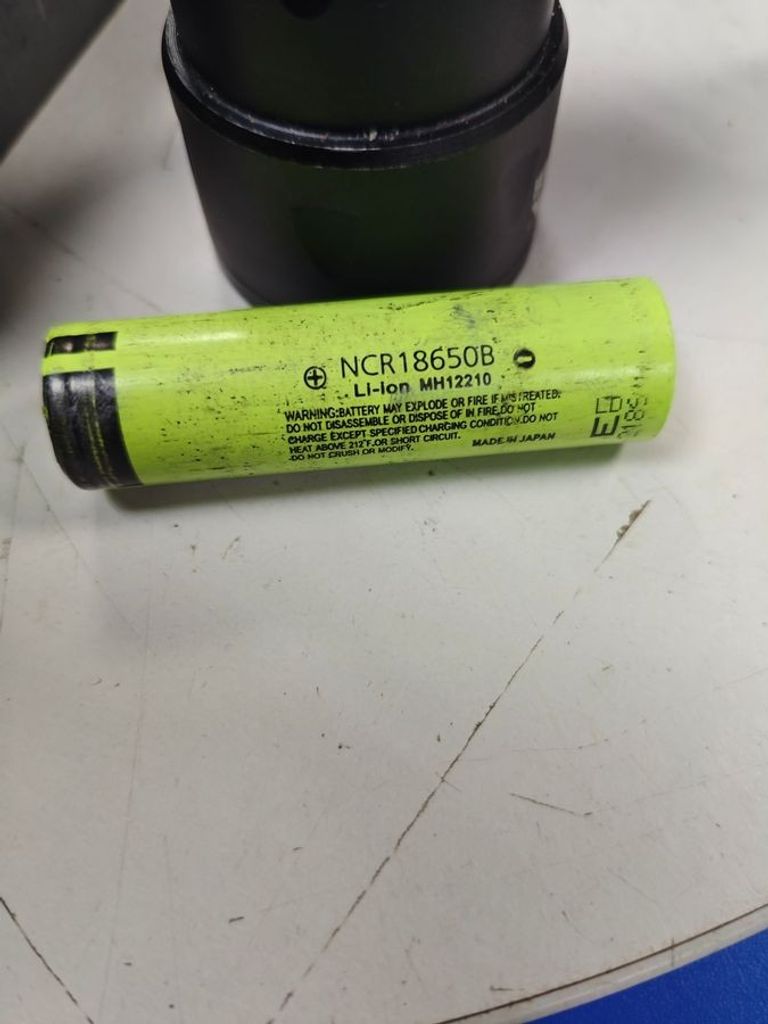 NCR18650B
Li-ion MH12210
WARNING:BATTERY MAY EXPLODE OR FIRE IF MISTREATED.
DO NOT DISASSEMBLE OR DISPOSE OF IN FIRE,DO NOT
CHARGE EXCEPT SPECIFIED CHARGING CONDITION.DO NOT
HEAT ABOVE 212°F.OR SHORT CIRCUIT.
DO NOT CRUSH OR MODIFY.
MADE IN JAPAN